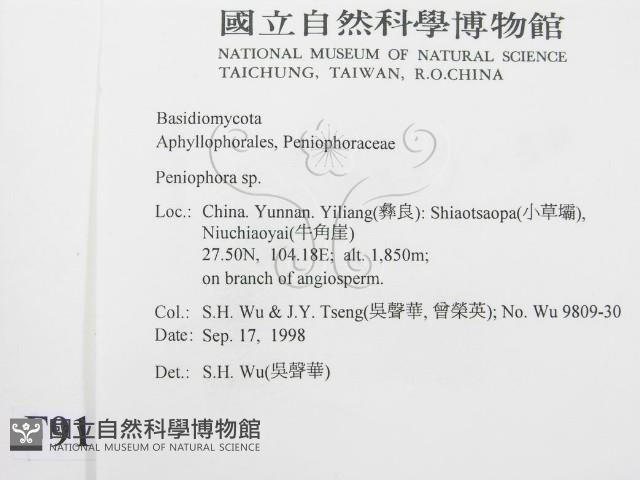 國立自然科學博物館
NATIONAL MUSEUM OF NATURAL SCIENCE
TAICHUNG, TAIWAN, R.O.CHINA
Basidiomycota
Aphyllophorales, Peniophoraceae
Peniophora sp.
Loc.: China. Yunnan. Yiliang(彝良): Shiaotsaopa(小草壩),
Niuchiaoyai(牛角崖)
27.50N, 104.18E; alt. 1,850m;
on branch of angiosperm.
Col.: S.H. Wu & J.Y. Tseng(吳聲華, 曾榮英); No. Wu 9809-30
Date: Sep. 17, 1998
Det.: S.H. Wu(吳聲華)
國立自然科學博物館
NATIONAL MUSEUM OF NATURAL SCIENCE